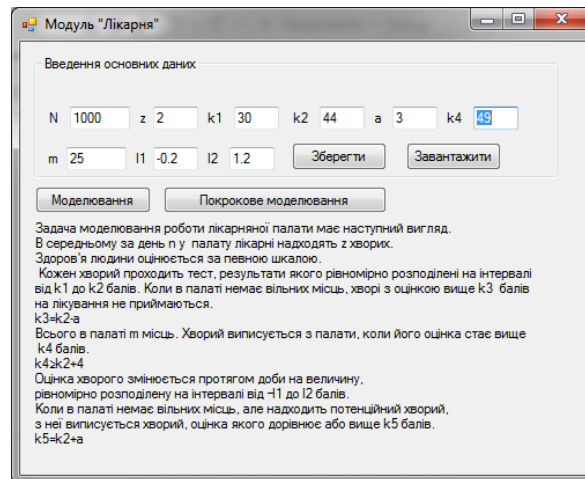 Модуль "Лікарня"
Введення основних даних
N 1000 z 2 k1 30 k2 44 a 3 k4 49
m 25 l1 -0.2 l2 1.2 Зберегти Завантажити
Моделювання Покрокове моделювання
Задача моделювання роботи лікарняної палати має наступний вигляд.
В середньому за день n у палату лікарні надходять z хворих.
Здоров'я людини оцінюється за певною шкалою.
Кожен хворий проходить тест, результати якого рівномірно розподілені на інтервалі
від k1 до k2 балів. Коли в палаті немає вільних місць, хворі з оцінкою вище k3 балів
на лікування не приймаються.
k3=k2-a
Всього в палаті m місць. Хворий виписується з палати, коли його оцінка стає вище
k4 балів.
k4≥k2+4
Оцінка хворого змінюється протягом доби на величину,
рівномірно розподілену на інтервалі від -l1 до l2 балів.
Коли в палаті немає вільних місць, але надходить потенційний хворий,
з неї виписується хворий, оцінка якого дорівнює або вище k5 балів.
k5=k2+a